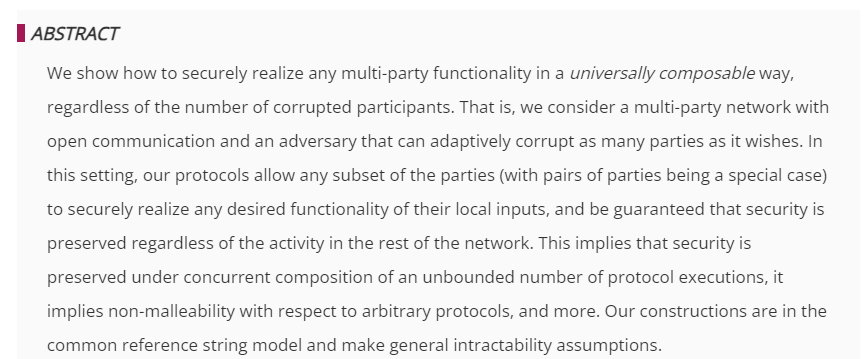 ABSTRACT
We show how to securely realize any multi-party functionality in a universally composable way,
regardless of the number of corrupted participants. That is, we consider a multi-party network with
open communication and an adversary that can adaptively corrupt as many parties as it wishes. In
this setting, our protocols allow any subset of the parties (with pairs of parties being a special case)
to securely realize any desired functionality of their local inputs, and be guaranteed that security is
preserved regardless of the activity in the rest of the network. This implies that security is
preserved under concurrent composition of an unbounded number of protocol executions, it
implies non-malleability with respect to arbitrary protocols, and more. Our constructions are in the
common reference string model and make general intractability assumptions.